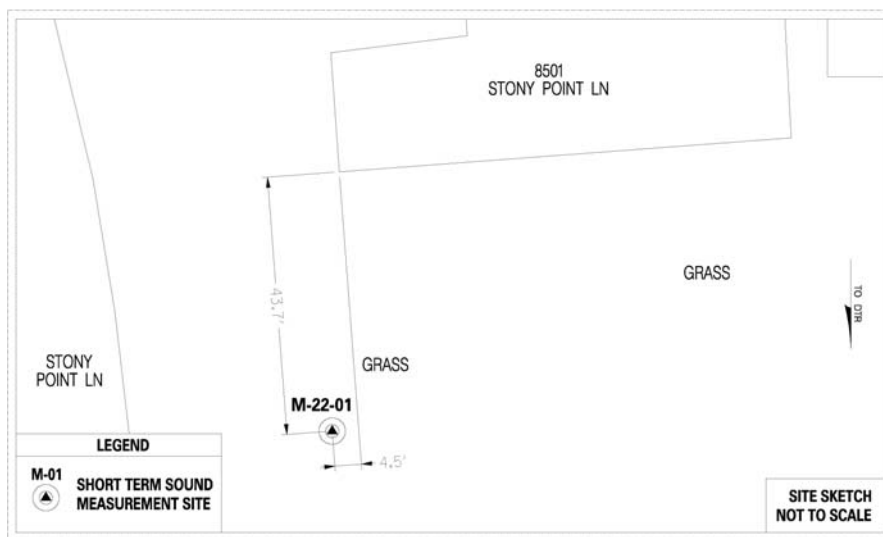 8501
STONY POINT LN
GRASS
TO DTR
43.7'
STONY
POINT LN
GRASS
M-22-01
4.5'
LEGEND
M-01
SHORT TERM SOUND
MEASUREMENT SITE
SITE SKETCH
NOT TO SCALE